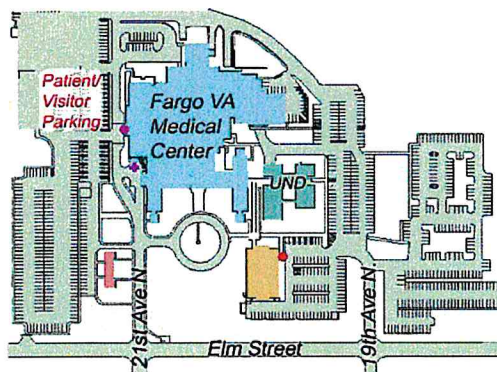 Patient/
Visitor
Parking
Fargo VA
Medical
Center
UND
21st Ave N
Elm Street
19th Ave N